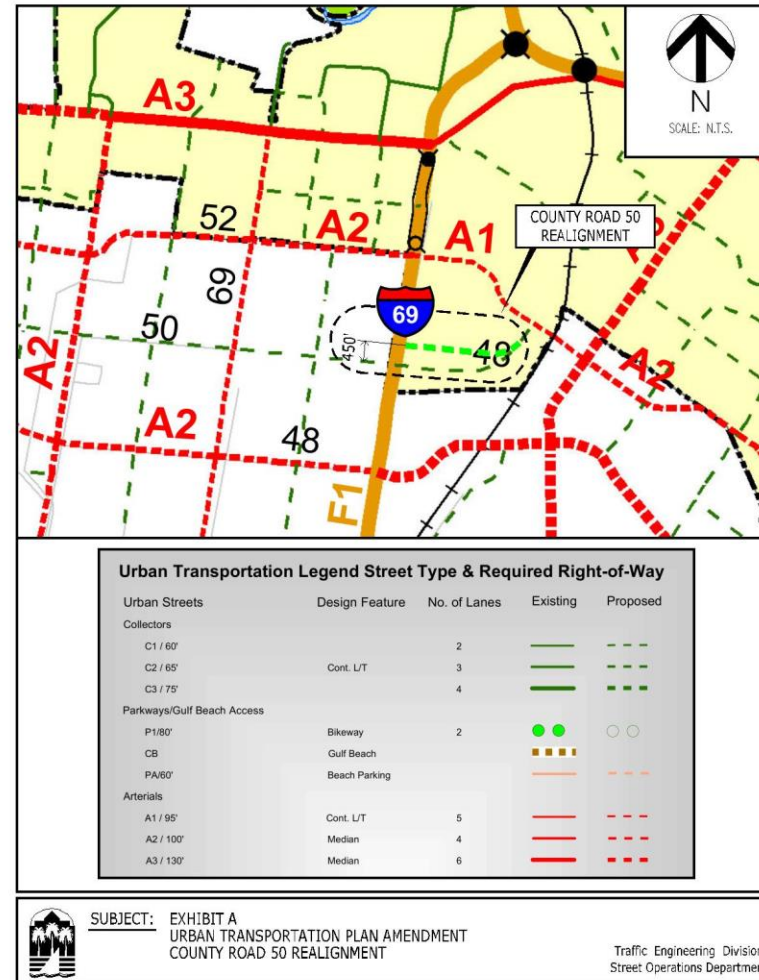 N
SCALE: N.T.S.
A3
52
A2
A1
COUNTY ROAD 50
REALIGNMENT
69
69
50
450'
48
A2
A2
A2
48
F1
Urban Transportation Legend Street Type & Required Right-of-Way
Urban Streets Design Feature No. of Lanes Existing Proposed
Collectors
C1 / 60' 2
C2 / 65' Cont. L/T 3
C3 / 75' 4
Parkways/Gulf Beach Access
P1/80' Bikeway 2
CB Gulf Beach
PA/60' Beach Parking
Arterials
A1 / 95' Cont. L/T 5
A2 / 100' Median 4
A3 / 130' Median 6
SUBJECT: EXHIBIT A
URBAN TRANSPORTATION PLAN AMENDMENT
COUNTY ROAD 50 REALIGNMENT
Traffic Engineering Division
Street Operations Departmen